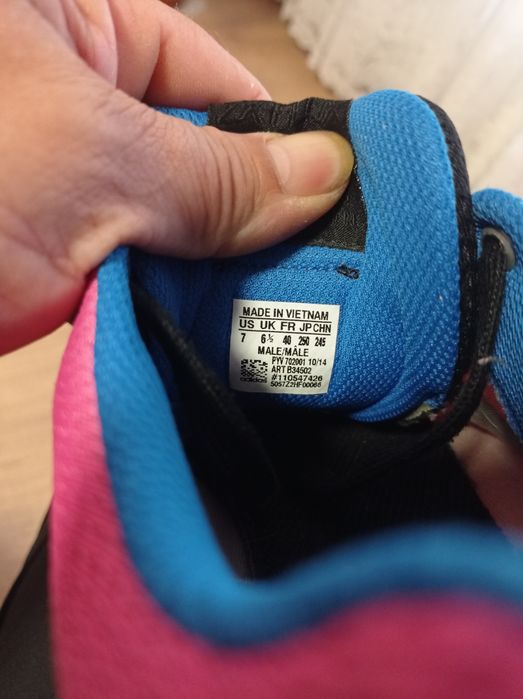 MADE IN VIETNAM
US UK FR JP CHN
7 6½ 40 250 245
MALE/MÂLE
PYV 702001 10/14
ART B34502
#110547426
adidas 5057Z2HF00066